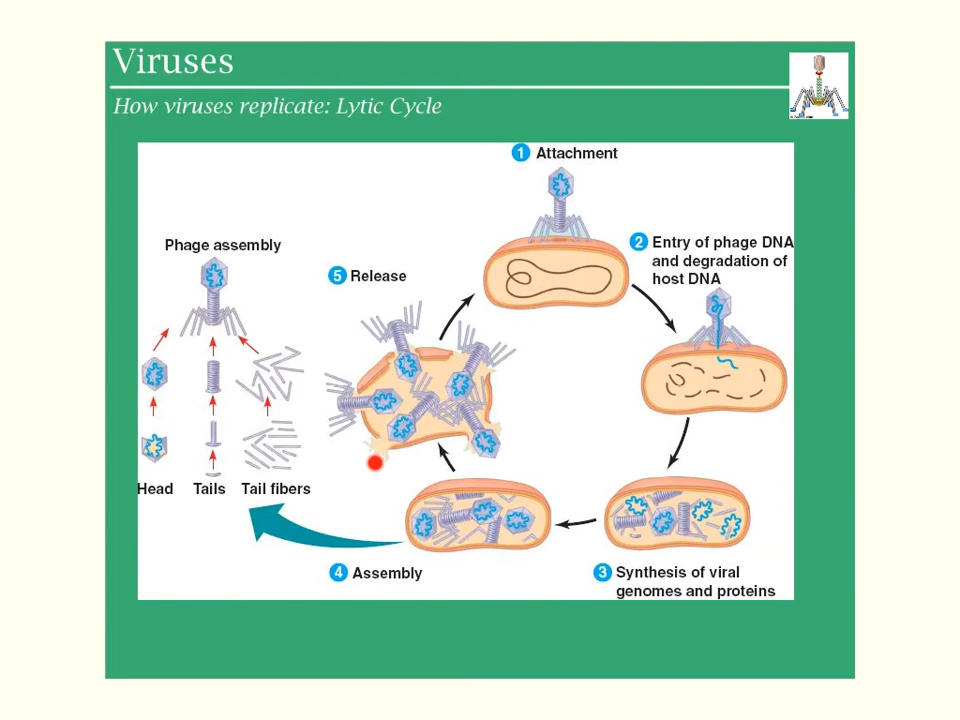 Viruses
How viruses replicate: Lytic Cycle
1 Attachment
2 Entry of phage DNA
and degradation of
host DNA
Phage assembly
5 Release
Head Tails Tail fibers
4 Assembly
3 Synthesis of viral
genomes and proteins